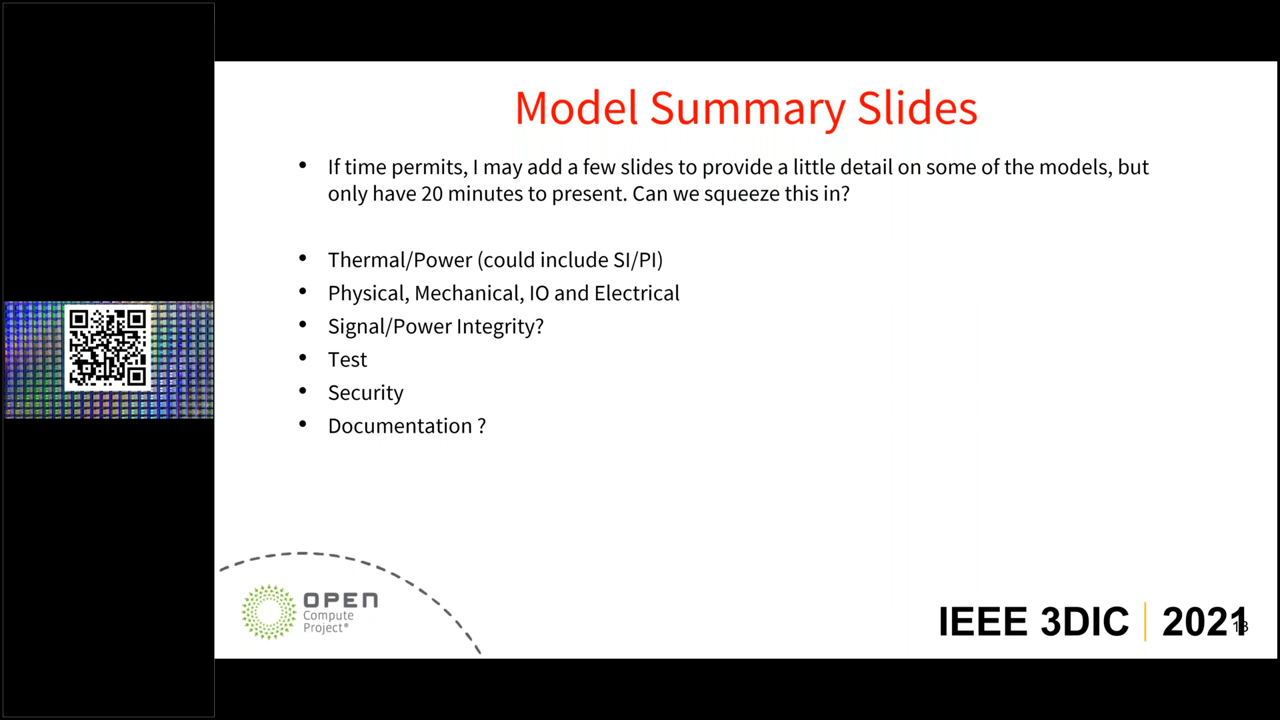 Model Summary Slides
• If time permits, I may add a few slides to provide a little detail on some of the models, but
only have 20 minutes to present. Can we squeeze this in?
• Thermal/Power (could include SI/PI)
• Physical, Mechanical, IO and Electrical
• Signal/Power Integrity?
• Test
• Security
• Documentation ?
OPEN
Compute
Project®
IEEE 3DIC | 2021
18